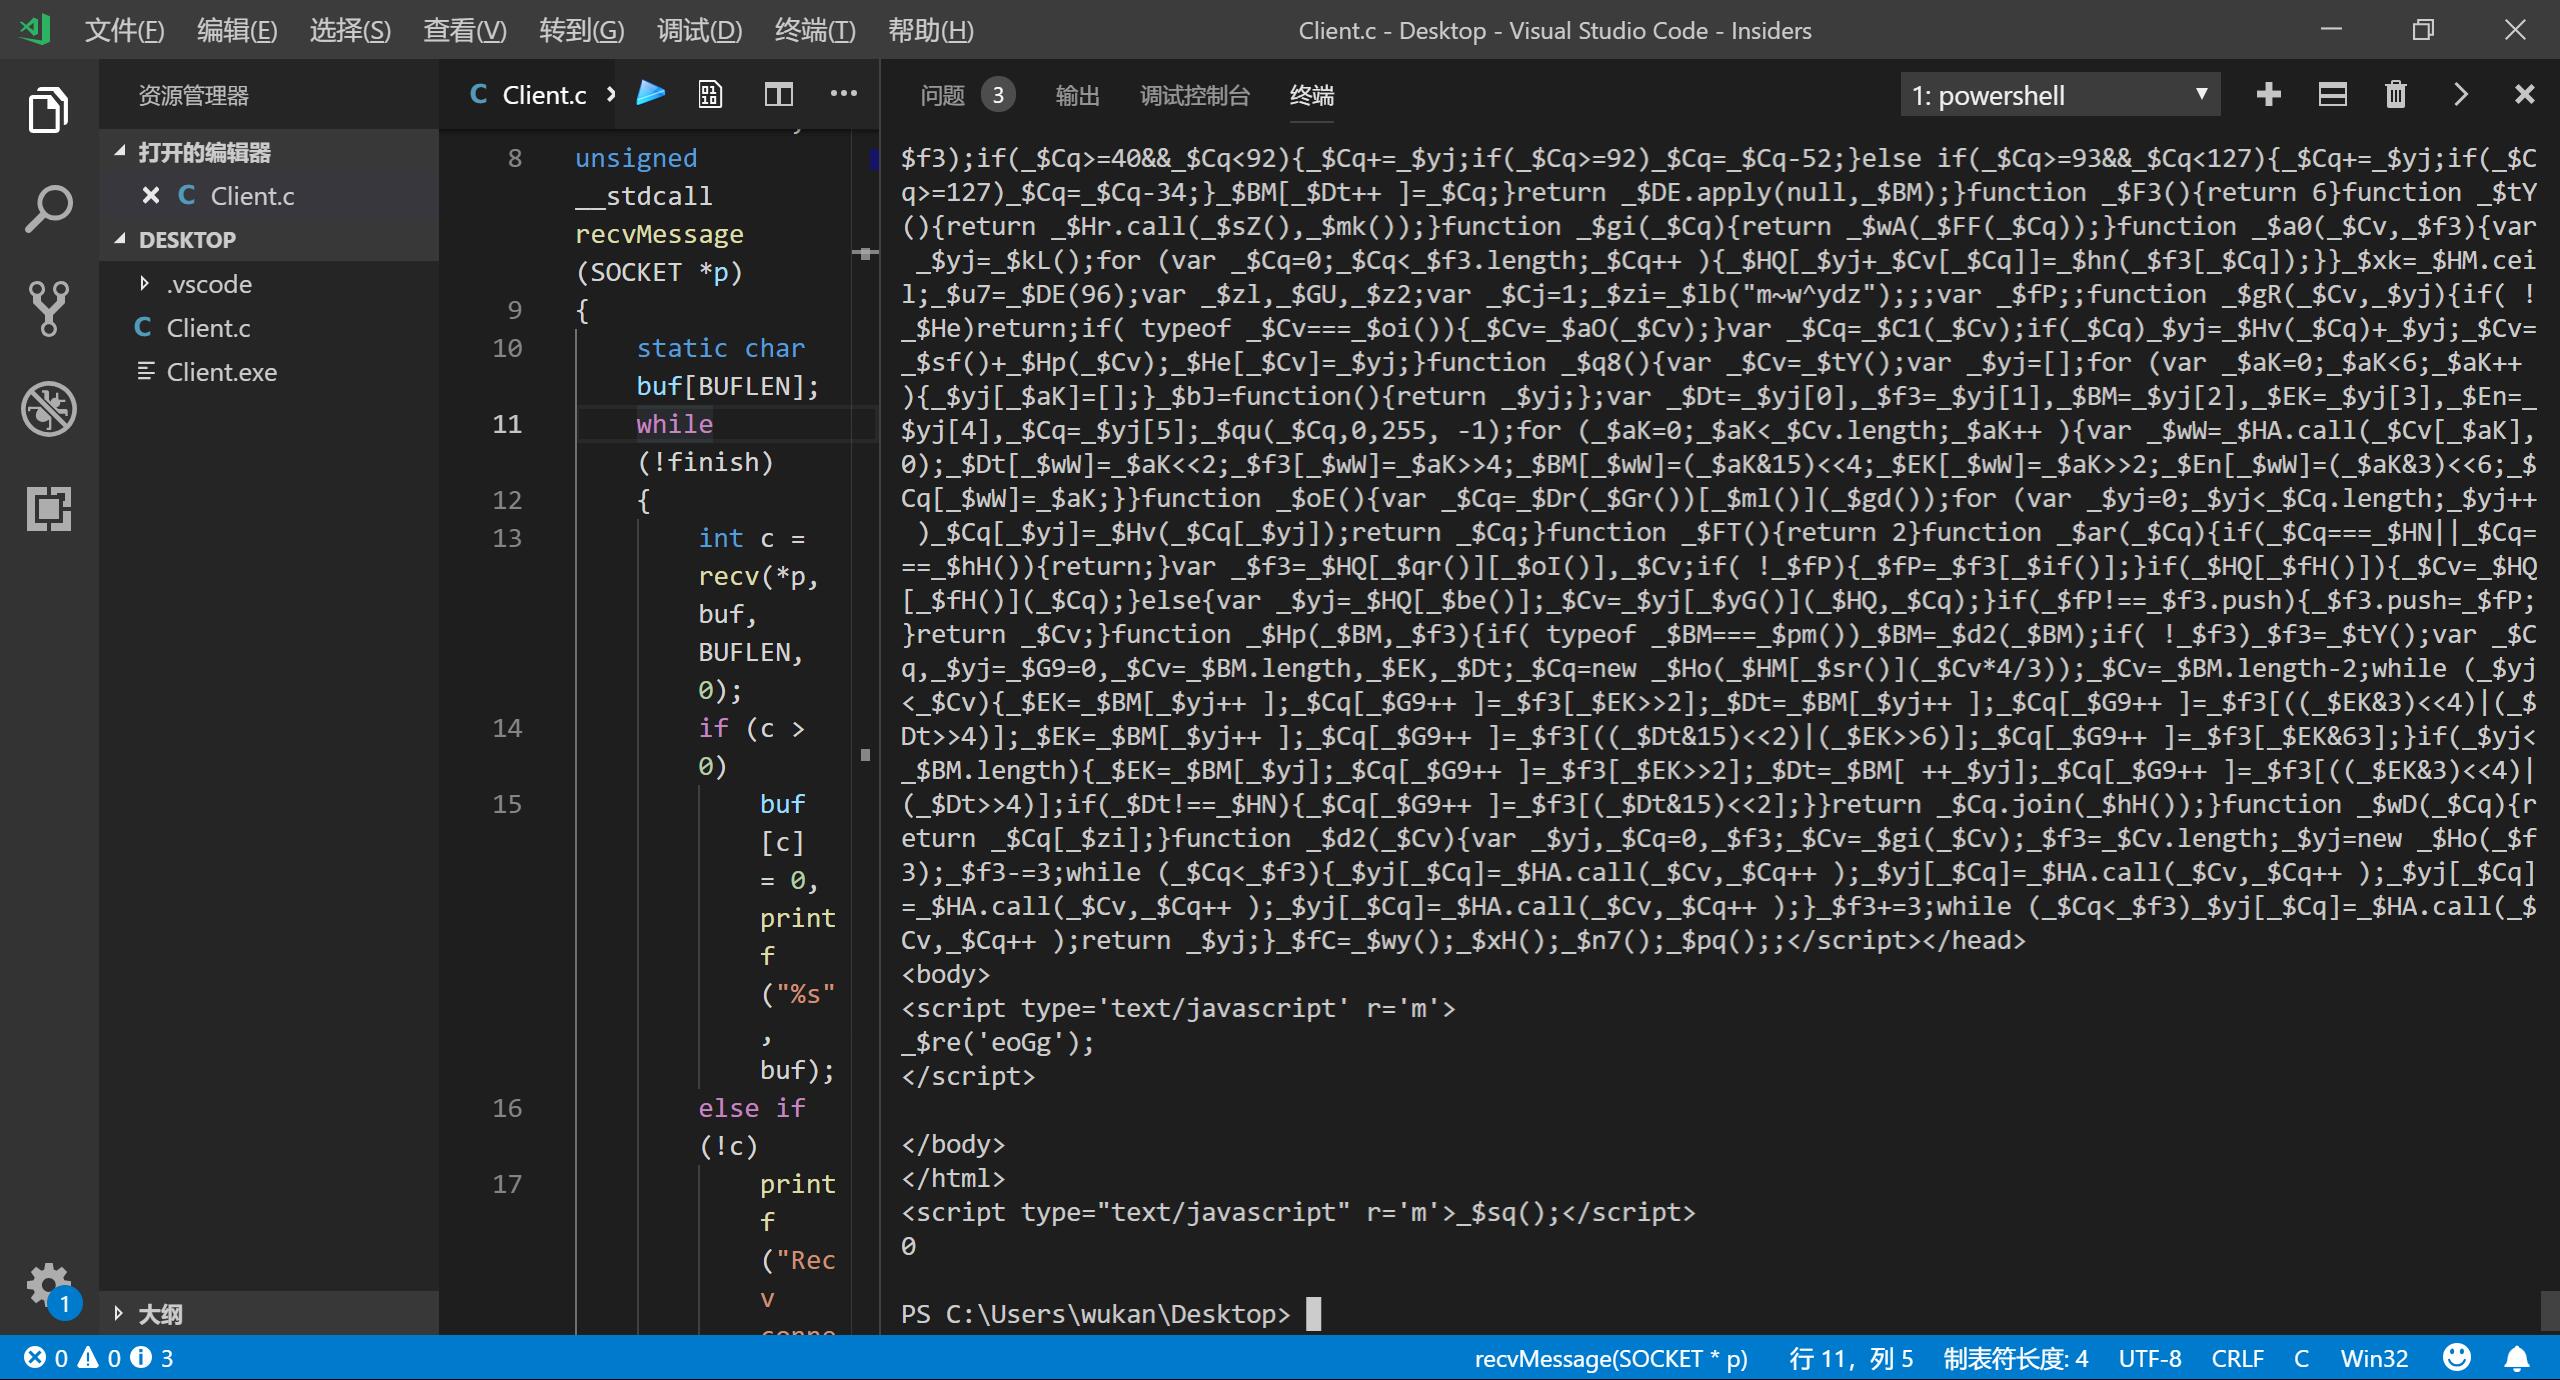 文件(F) 编辑(E) 选择(S) 查看(V) 转到(G) 调试(D) 终端(T) 帮助(H) Client.c - Desktop - Visual Studio Code - Insiders
资源管理器
打开的编辑器
Client.c
DESKTOP
.vscode
Client.c
Client.exe
大纲
1
Client.c
8 unsigned
__stdcall
recvMessage
(SOCKET *p)
9 {
10 static char
buf[BUFLEN];
11 while
(!finish)
12 {
13 int c =
recv(*p,
buf,
BUFLEN,
0);
14 if (c >
0)
15 buf
[c]
= 0,
print
f
("%s"
,
buf);
16 else if
(!c)
17 print
f
("Rec
v
问题 3 输出 调试控制台 终端 1: powershell
$f3);if(_$Cq>=40&&_$Cq<92){_$Cq+=_$yj;if(_$Cq>=92)_$Cq=_$Cq-52;}else if(_$Cq>=93&&_$Cq<127){_$Cq+=_$yj;if(_$C
q>=127)_$Cq=_$Cq-34;}_$BM[_$Dt++ ]=_$Cq;}return _$DE.apply(null,_$BM);}function _$F3(){return 6}function _$tY
(){return _$Hr.call(_$sZ(),_$mk());}function _$gi(_$Cq){return _$wA(_$FF(_$Cq));}function _$a0(_$Cv,_$f3){var
_$yj=_$kL();for (var _$Cq=0;_$Cq<_$f3.length;_$Cq++ ){_$HQ[_$yj+_$Cv[_$Cq]]=_$hn(_$f3[_$Cq]);}}_$xk=_$HM.cei
l;_$u7=_$DE(96);var _$zl,_$GU,_$z2;var _$Cj=1;_$zi=_$lb("m~w^ydz");;;var _$fP;;function _$gR(_$Cv,_$yj){if( !
_$He)return;if( typeof _$Cv===_$oi()){_$Cv=_$aO(_$Cv);}var _$Cq=_$C1(_$Cv);if(_$Cq)_$yj=_$Hv(_$Cq)+_$yj;_$Cv=
_$sf()+_$Hp(_$Cv);_$He[_$Cv]=_$yj;}function _$q8(){var _$Cv=_$tY();var _$yj=[];for (var _$aK=0;_$aK<6;_$aK++
){_$yj[_$aK]=[];}_$bJ=function(){return _$yj;};var _$Dt=_$yj[0],_$f3=_$yj[1],_$BM=_$yj[2],_$EK=_$yj[3],_$En=_
$yj[4],_$Cq=_$yj[5];_$qu(_$Cq,0,255, -1);for (_$aK=0;_$aK<_$Cv.length;_$aK++ ){var _$wW=_$HA.call(_$Cv[_$aK],
0);_$Dt[_$wW]=_$aK<<2;_$f3[_$wW]=_$aK>>4;_$BM[_$wW]=(_$aK&15)<<4;_$EK[_$wW]=_$aK>>2;_$En[_$wW]=(_$aK&3)<<6;_$
Cq[_$wW]=_$aK;}}function _$oE(){var _$Cq=_$Dr(_$Gr())[_$ml()](_$gd());for (var _$yj=0;_$yj<_$Cq.length;_$yj++
)_$Cq[_$yj]=_$Hv(_$Cq[_$yj]);return _$Cq;}function _$FT(){return 2}function _$ar(_$Cq){if(_$Cq===_$HN||_$Cq=
==_$hH()){return;}var _$f3=_$HQ[_$qr()][_$oI()],_$Cv;if( !_$fP){_$fP=_$f3[_$if()];}if(_$HQ[_$fH()]){_$Cv=_$HQ
[_$fH()](_$Cq);}else{var _$yj=_$HQ[_$be()];_$Cv=_$yj[_$yG()](_$HQ,_$Cq);}if(_$fP!==_$f3.push){_$f3.push=_$fP;
}return _$Cv;}function _$Hp(_$BM,_$f3){if( typeof _$BM===_$pm())_$BM=_$d2(_$BM);if( !_$f3)_$f3=_$tY();var _$C
q,_$yj=_$G9=0,_$Cv=_$BM.length,_$EK,_$Dt;_$Cq=new _$Ho(_$HM[_$sr()](_$Cv*4/3));_$Cv=_$BM.length-2;while (_$yj
<_$Cv){_$EK=_$BM[_$yj++ ];_$Cq[_$G9++ ]=_$f3[_$EK>>2];_$Dt=_$BM[_$yj++ ];_$Cq[_$G9++ ]=_$f3[((_$EK&3)<<4)|(_$
Dt>>4)];_$EK=_$BM[_$yj++ ];_$Cq[_$G9++ ]=_$f3[((_$Dt&15)<<2)|(_$EK>>6)];_$Cq[_$G9++ ]=_$f3[_$EK&63];}if(_$yj<
_$BM.length){_$EK=_$BM[_$yj];_$Cq[_$G9++ ]=_$f3[_$EK>>2];_$Dt=_$BM[ ++_$yj];_$Cq[_$G9++ ]=_$f3[((_$EK&3)<<4)|
(_$Dt>>4)];if(_$Dt!==_$HN){_$Cq[_$G9++ ]=_$f3[(_$Dt&15)<<2];}}return _$Cq.join(_$hH());}function _$wD(_$Cq){r
eturn _$Cq[_$zi];}function _$d2(_$Cv){var _$yj,_$Cq=0,_$f3;_$Cv=_$gi(_$Cv);_$f3=_$Cv.length;_$yj=new _$Ho(_$f
3);_$f3-=3;while (_$Cq<_$f3){_$yj[_$Cq]=_$HA.call(_$Cv,_$Cq++ );_$yj[_$Cq]=_$HA.call(_$Cv,_$Cq++ );_$yj[_$Cq]
=_$HA.call(_$Cv,_$Cq++ );_$yj[_$Cq]=_$HA.call(_$Cv,_$Cq++ );}_$f3+=3;while (_$Cq<_$f3)_$yj[_$Cq]=_$HA.call(_$
Cv,_$Cq++ );return _$yj;}_$fC=_$wy();_$xH();_$n7();_$pq();;</script></head>
<body>
<script type='text/javascript' r='m'>
_$re('eoGg');
</script>
</body>
</html>
<script type="text/javascript" r='m'>_$sq();</script>
0
PS C:\Users\wukan\Desktop>
0 0 3 recvMessage(SOCKET * p) 行 11，列 5 制表符长度: 4 UTF-8 CRLF C Win32